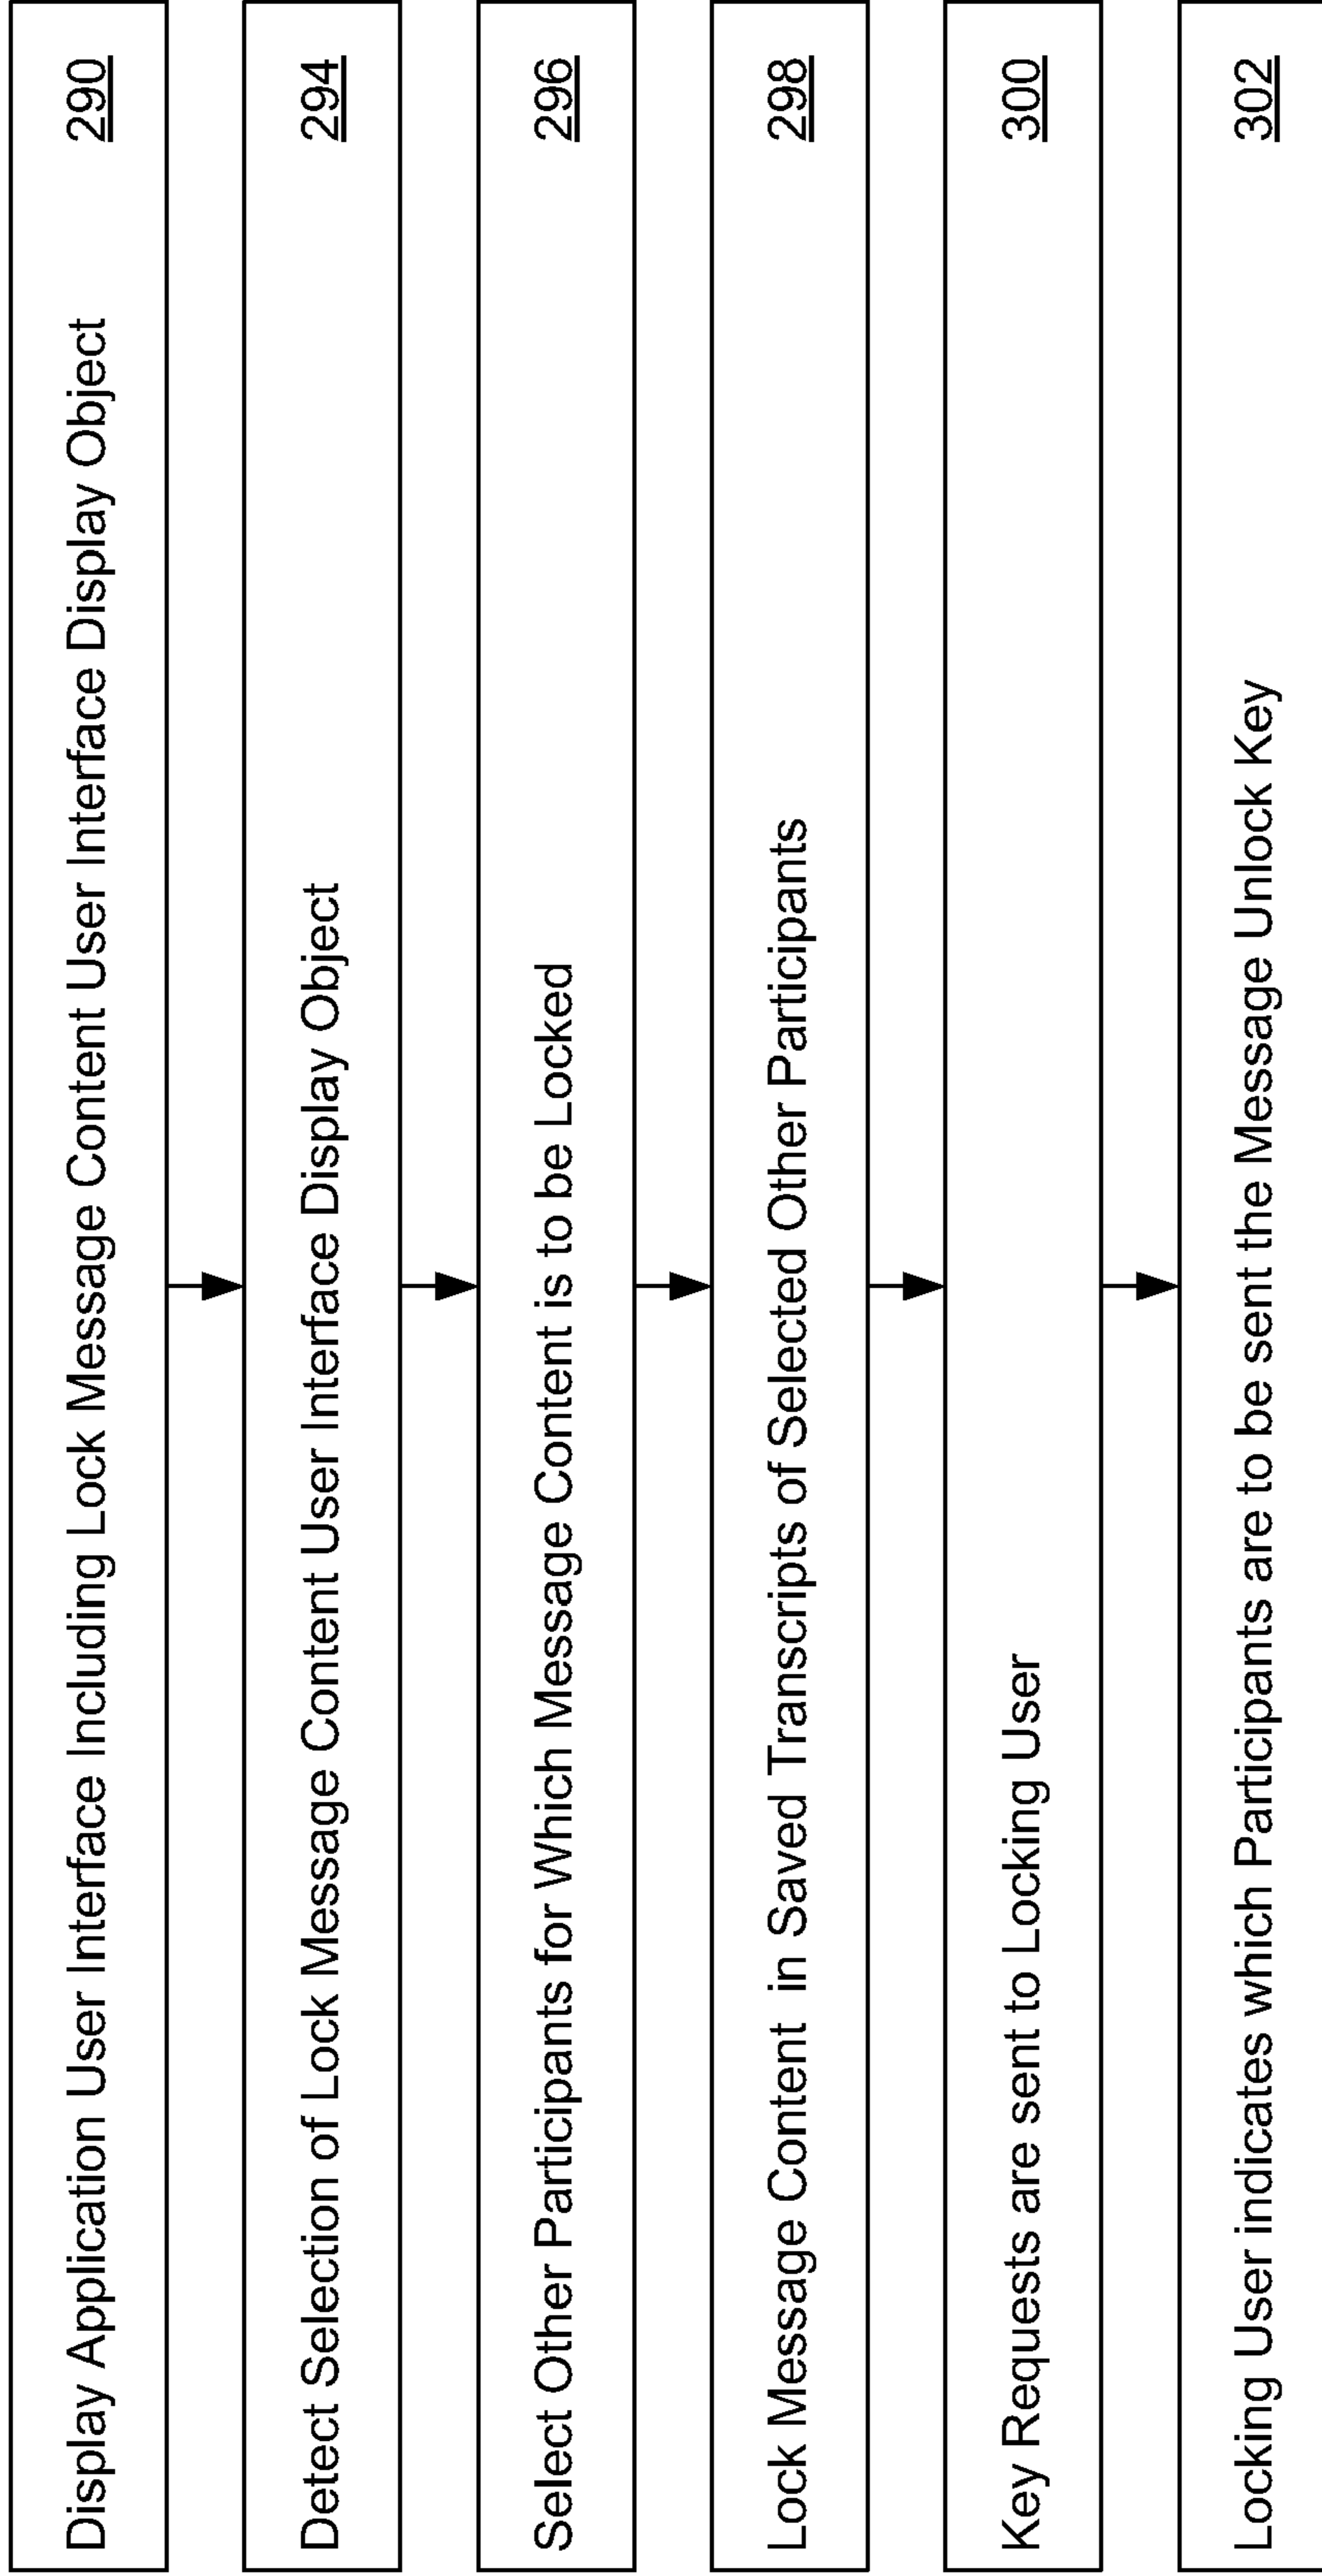 Display Application User Interface Including Lock Message Content User Interface Display Object 290
Detect Selection of Lock Message Content User Interface Display Object 294
Select Other Participants for Which Message Content is to be Locked 296
Lock Message Content in Saved Transcripts of Selected Other Participants 298
Key Requests are sent to Locking User 300
Locking User indicates which Participants are to be sent the Message Unlock Key 302